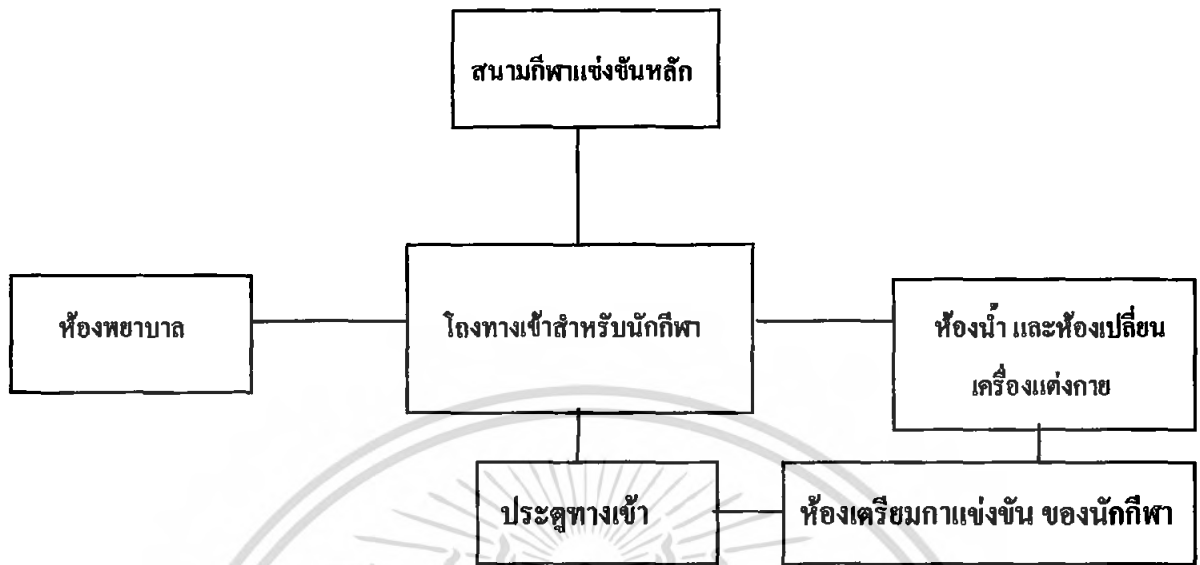 สนามกีฬาแข่งขันหลัก
ห้องพยาบาล
โถงทางเข้าสำหรับนักกีฬา
ห้องน้ำ และห้องเปลี่ยน
เครื่องแต่งกาย
ประตูทางเข้า
ห้องเตรียมกาแข่งขัน ของนักกีฬา